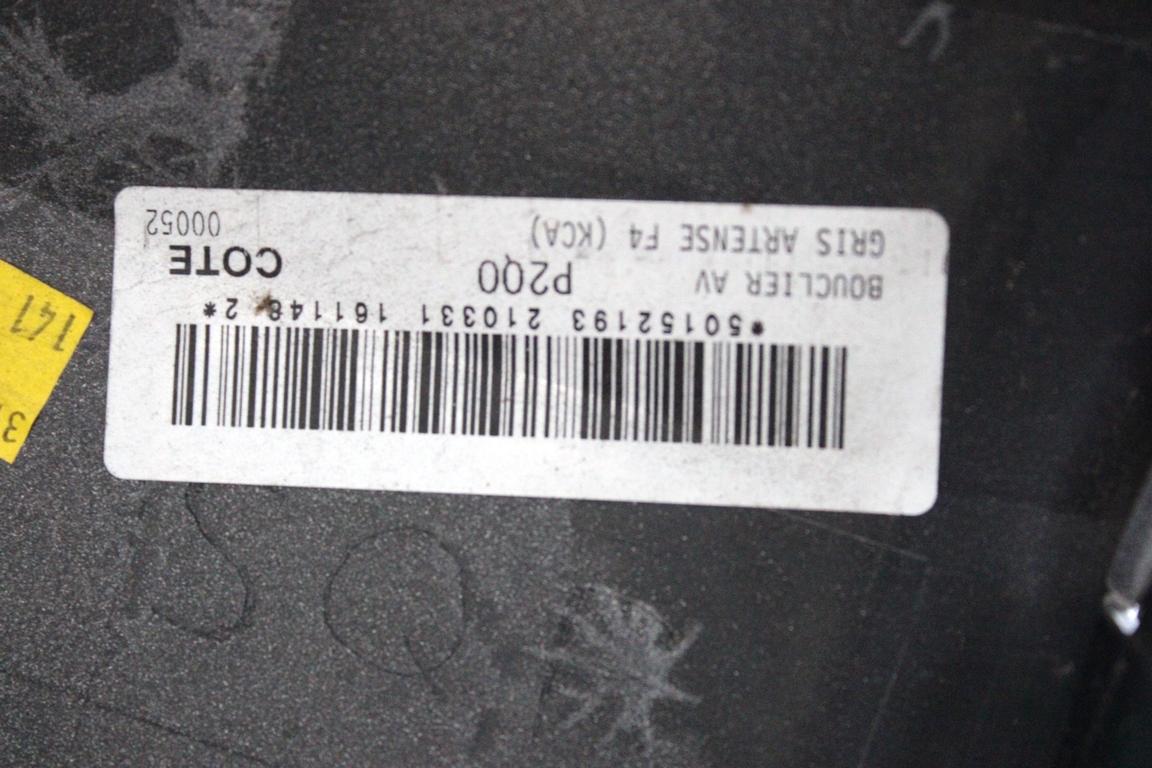 *50152193 210331 161148 2*
BOUCLIER AV P2Q0 COTE
GRIS ARTENSE F4 (KCA) 00052
141